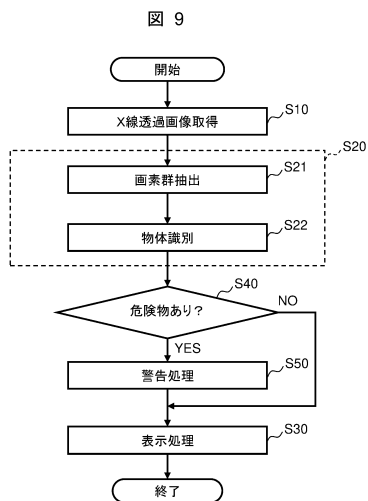 図 9
開始
X線透過画像取得
S10
S20
画素群抽出
S21
物体識別
S22
危険物あり?
S40
NO
YES
警告処理
S50
表示処理
S30
終了